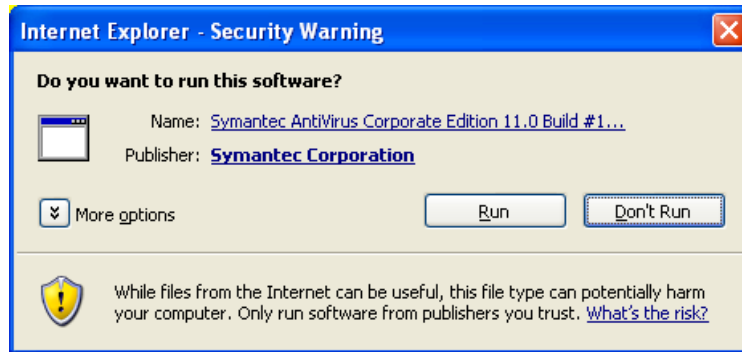 Internet Explorer - Security Warning
Do you want to run this software?
Name: Symantec AntiVirus Corporate Edition 11.0 Build #1...
Publisher: Symantec Corporation
More options
Run
Don't Run
While files from the Internet can be useful, this file type can potentially harm
your computer. Only run software from publishers you trust. What's the risk?